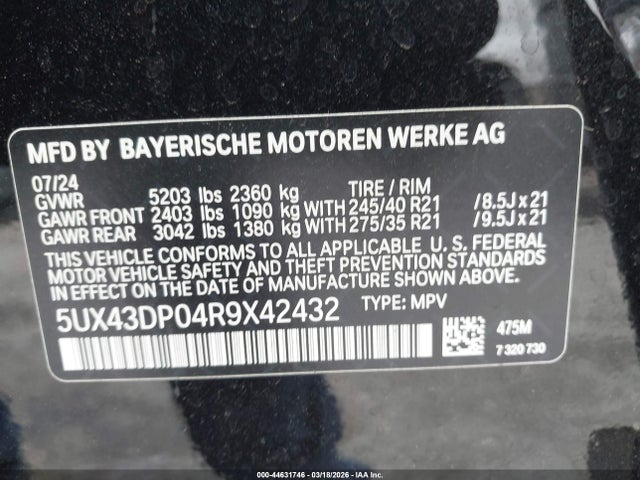 MFD BY BAYERISCHE MOTOREN WERKE AG
07/24
GVWR 5203 lbs 2360 kg TIRE / RIM
GAWR FRONT 2403 lbs 1090 kg WITH 245/40 R21 /8.5J x 21
GAWR REAR 3042 lbs 1380 kg WITH 275/35 R21 /9.5J x 21
THIS VEHICLE CONFORMS TO ALL APPLICABLE U. S. FEDERAL
MOTOR VEHICLE SAFETY AND THEFT PREVENTION STANDARDS
IN EFFECT ON THE DATE OF MANUFACTURE SHOWN ABOVE.
5UX43DP04R9X42432 TYPE: MPV
475M
7 320 730
000-44631746 | 03/18/2026 - IAA Inc.